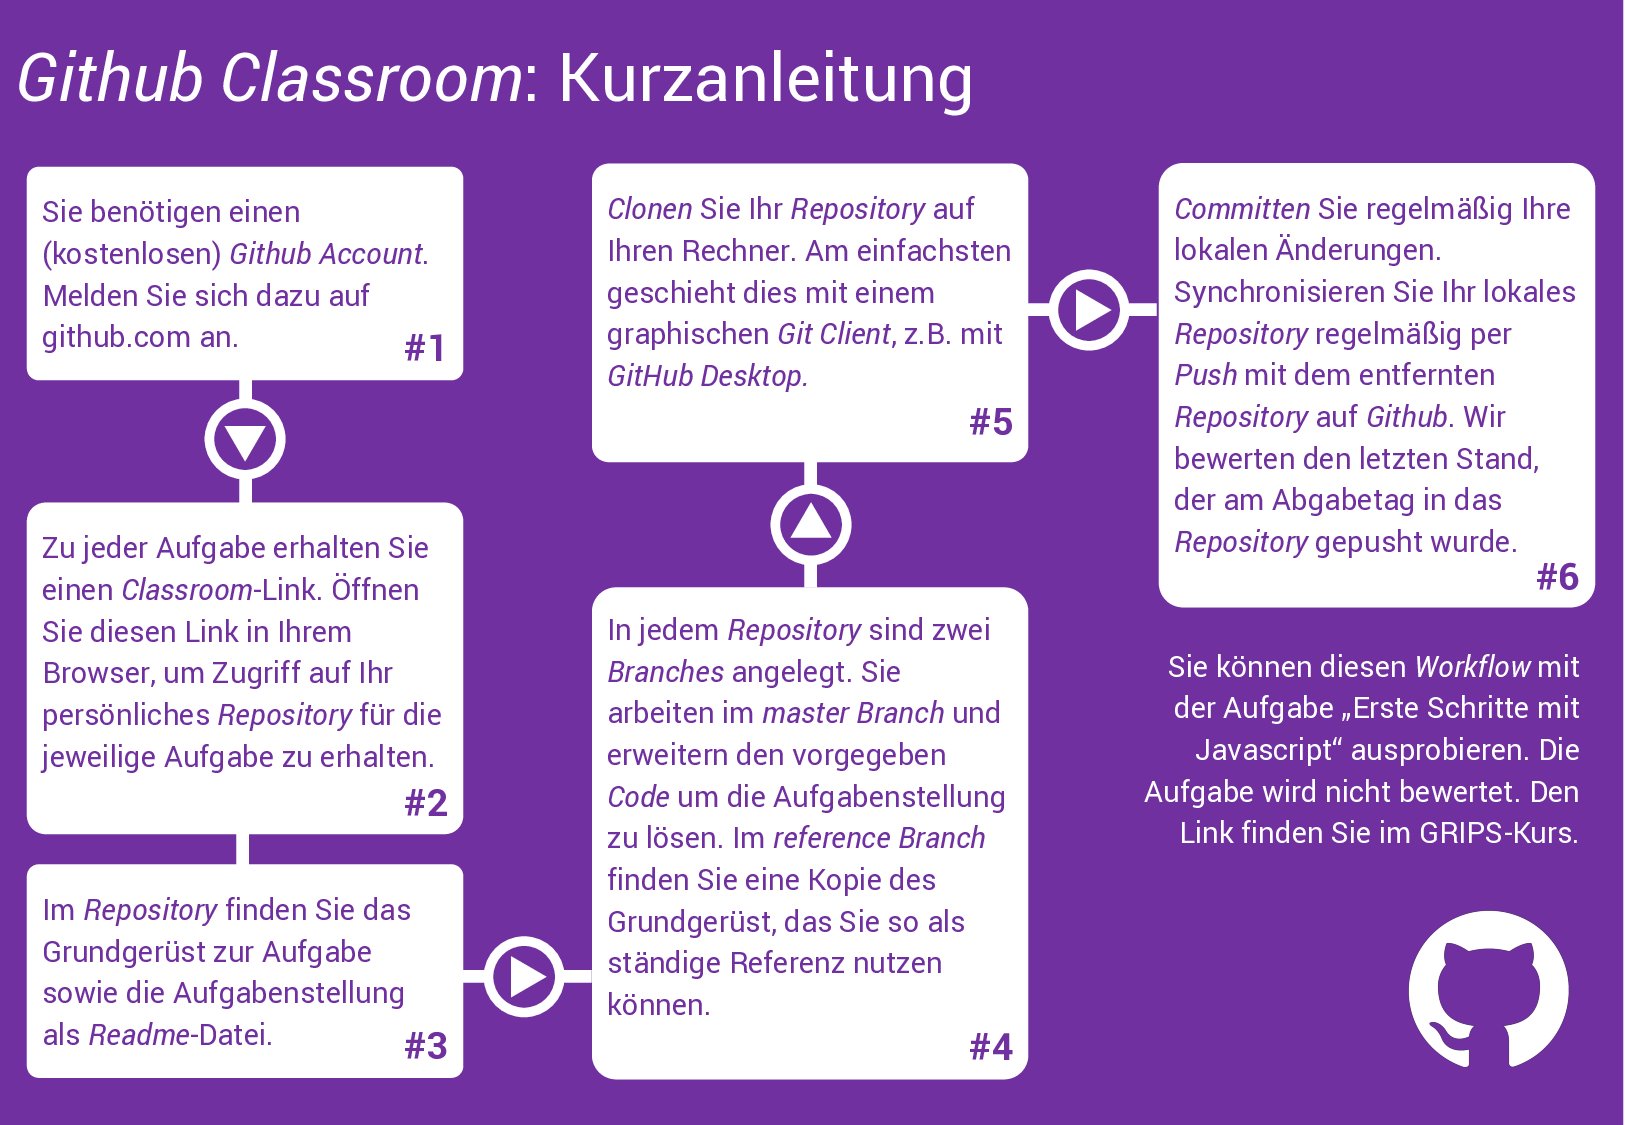 Github Classroom: Kurzanleitung
Sie benötigen einen
(kostenlosen) Github Account.
Melden Sie sich dazu auf
github.com an.
#1
Zu jeder Aufgabe erhalten Sie
einen Classroom-Link. Öffnen
Sie diesen Link in Ihrem
Browser, um Zugriff auf Ihr
persönliches Repository für die
jeweilige Aufgabe zu erhalten.
#2
Im Repository finden Sie das
Grundgerüst zur Aufgabe
sowie die Aufgabenstellung
als Readme-Datei.
#3
In jedem Repository sind zwei
Branches angelegt. Sie
arbeiten im master Branch und
erweitern den vorgegeben
Code um die Aufgabenstellung
zu lösen. Im reference Branch
finden Sie eine Kopie des
Grundgerüst, das Sie so als
ständige Referenz nutzen
können.
#4
Clonen Sie Ihr Repository auf
Ihren Rechner. Am einfachsten
geschieht dies mit einem
graphischen Git Client, z.B. mit
GitHub Desktop.
#5
Committen Sie regelmäßig Ihre
lokalen Änderungen.
Synchronisieren Sie Ihr lokales
Repository regelmäßig per
Push mit dem entfernten
Repository auf Github. Wir
bewerten den letzten Stand,
der am Abgabetag in das
Repository gepusht wurde.
#6
Sie können diesen Workflow mit
der Aufgabe „Erste Schritte mit
Javascript“ ausprobieren. Die
Aufgabe wird nicht bewertet. Den
Link finden Sie im GRIPS-Kurs.